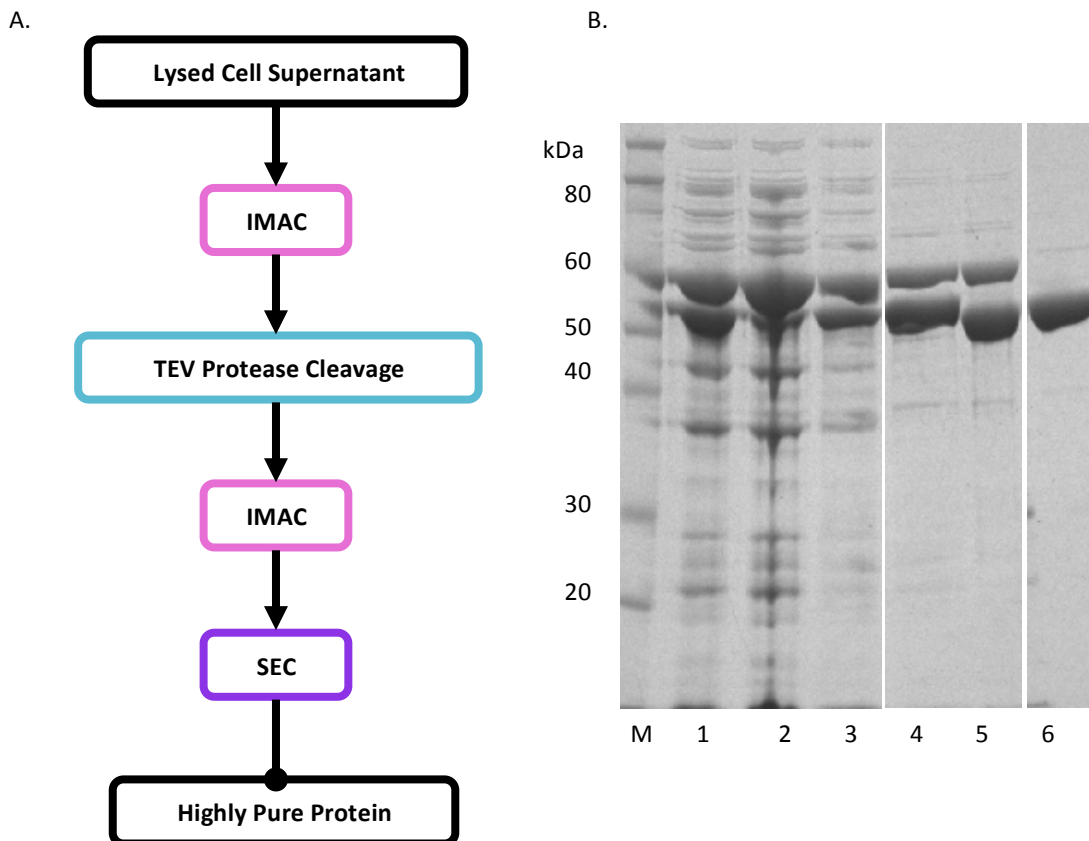 A.
Lysed Cell Supernatant
IMAC
TEV Protease Cleavage
IMAC
SEC
Highly Pure Protein
B.
kDa
80
60
50
40
30
20
M 1 2 3 4 5 6